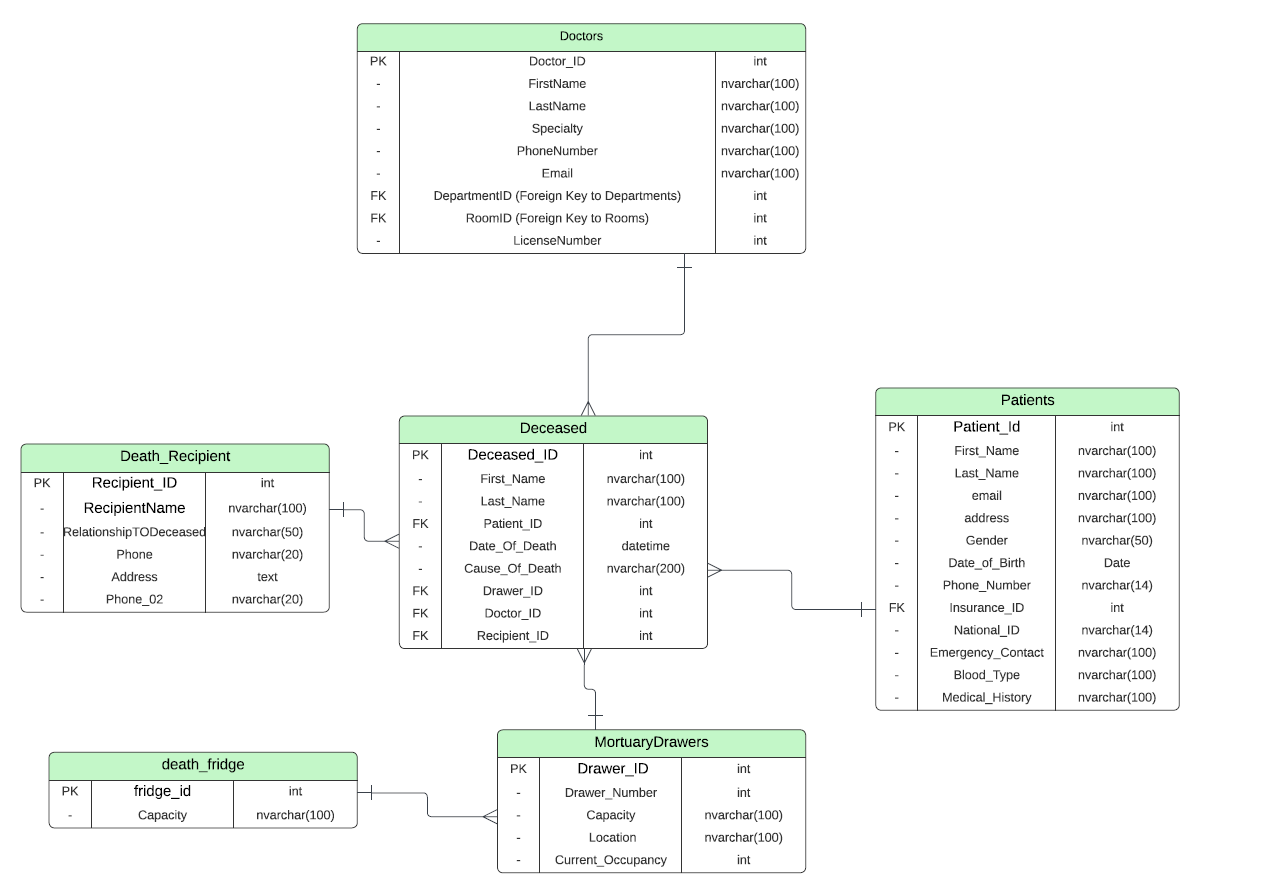 Doctors
PK Doctor_ID int
- FirstName nvarchar(100)
- LastName nvarchar(100)
- Specialty nvarchar(100)
- PhoneNumber nvarchar(100)
- Email nvarchar(100)
FK DepartmentID (Foreign Key to Departments) int
FK RoomID (Foreign Key to Rooms) int
- LicenseNumber int
Death_Recipient
PK Recipient_ID int
- RecipientName nvarchar(100)
- RelationshipTODeceased nvarchar(50)
- Phone nvarchar(20)
- Address text
- Phone_02 nvarchar(20)
Deceased
PK Deceased_ID int
- First_Name nvarchar(100)
- Last_Name nvarchar(100)
FK Patient_ID int
- Date_Of_Death datetime
- Cause_Of_Death nvarchar(200)
FK Drawer_ID int
FK Doctor_ID int
FK Recipient_ID int
Patients
PK Patient_Id int
- First_Name nvarchar(100)
- Last_Name nvarchar(100)
- email nvarchar(100)
- address nvarchar(100)
- Gender nvarchar(50)
- Date_of_Birth Date
- Phone_Number nvarchar(14)
FK Insurance_ID int
- National_ID nvarchar(14)
- Emergency_Contact nvarchar(100)
- Blood_Type nvarchar(100)
- Medical_History nvarchar(100)
death_fridge
PK fridge_id int
- Capacity nvarchar(100)
MortuaryDrawers
PK Drawer_ID int
- Drawer_Number int
- Capacity nvarchar(100)
- Location nvarchar(100)
- Current_Occupancy int